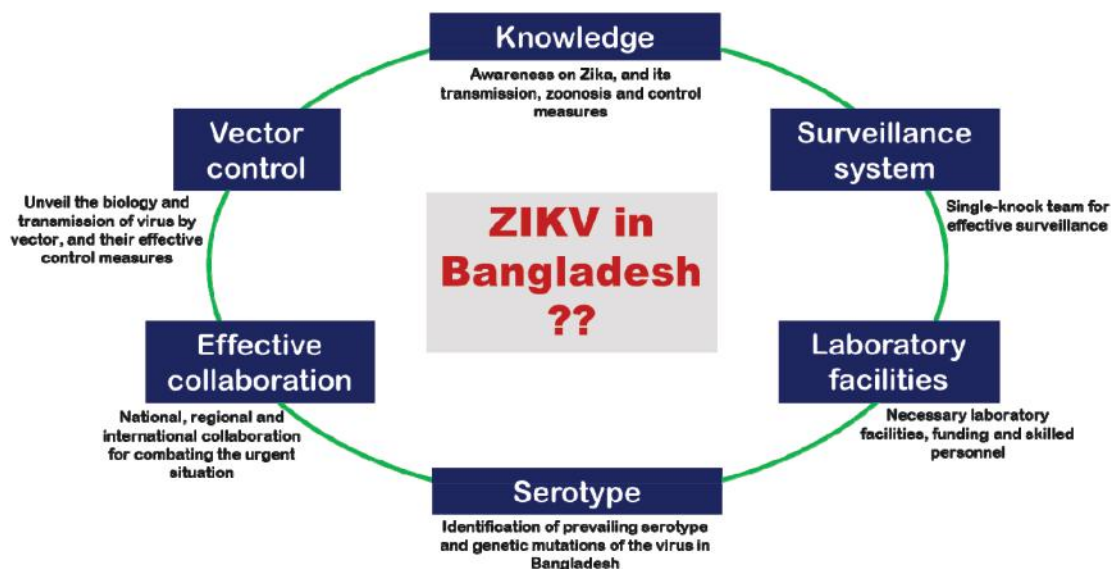 Knowledge
Awareness on Zika, and its
transmission, zoonosis and control
measures
Vector
control
Unveil the biology and
transmission of virus by
vector, and their effective
control measures
Surveillance
system
Single-knock team for
effective surveillance
ZIKV in
Bangladesh
??
Effective
collaboration
National, regional and
international collaboration
for combating the urgent
situation
Laboratory
facilities
Necessary laboratory
facilities, funding and skilled
personnel
Serotype
Identification of prevailing serotype
and genetic mutations of the virus in
Bangladesh